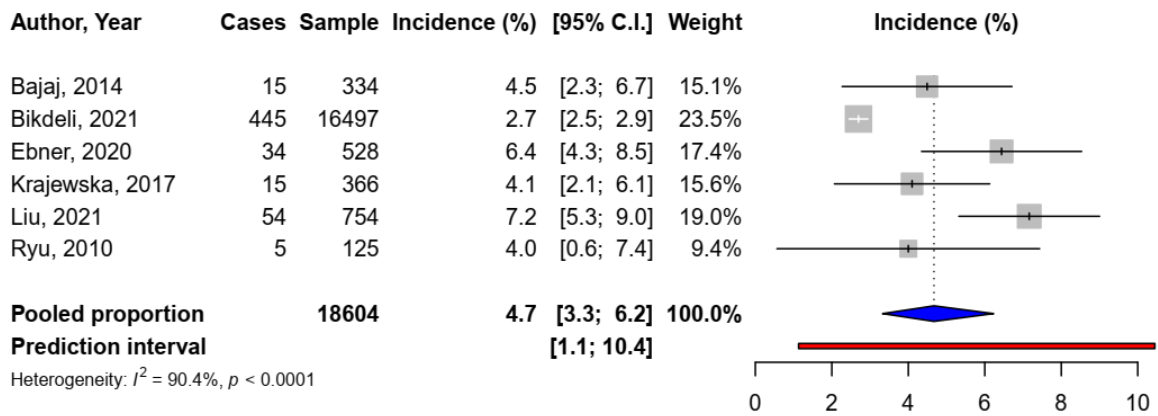 Author, Year Cases Sample Incidence (%) [95% C.I.] Weight Incidence (%)
Bajaj, 2014 15 334 4.5 [2.3; 6.7] 15.1%
Bikdeli, 2021 445 16497 2.7 [2.5; 2.9] 23.5%
Ebner, 2020 34 528 6.4 [4.3; 8.5] 17.4%
Krajewska, 2017 15 366 4.1 [2.1; 6.1] 15.6%
Liu, 2021 54 754 7.2 [5.3; 9.0] 19.0%
Ryu, 2010 5 125 4.0 [0.6; 7.4] 9.4%
Pooled proportion 18604 4.7 [3.3; 6.2] 100.0%
Prediction interval [1.1; 10.4]
Heterogeneity: I² = 90.4%, p < 0.0001
0 2 4 6 8 10